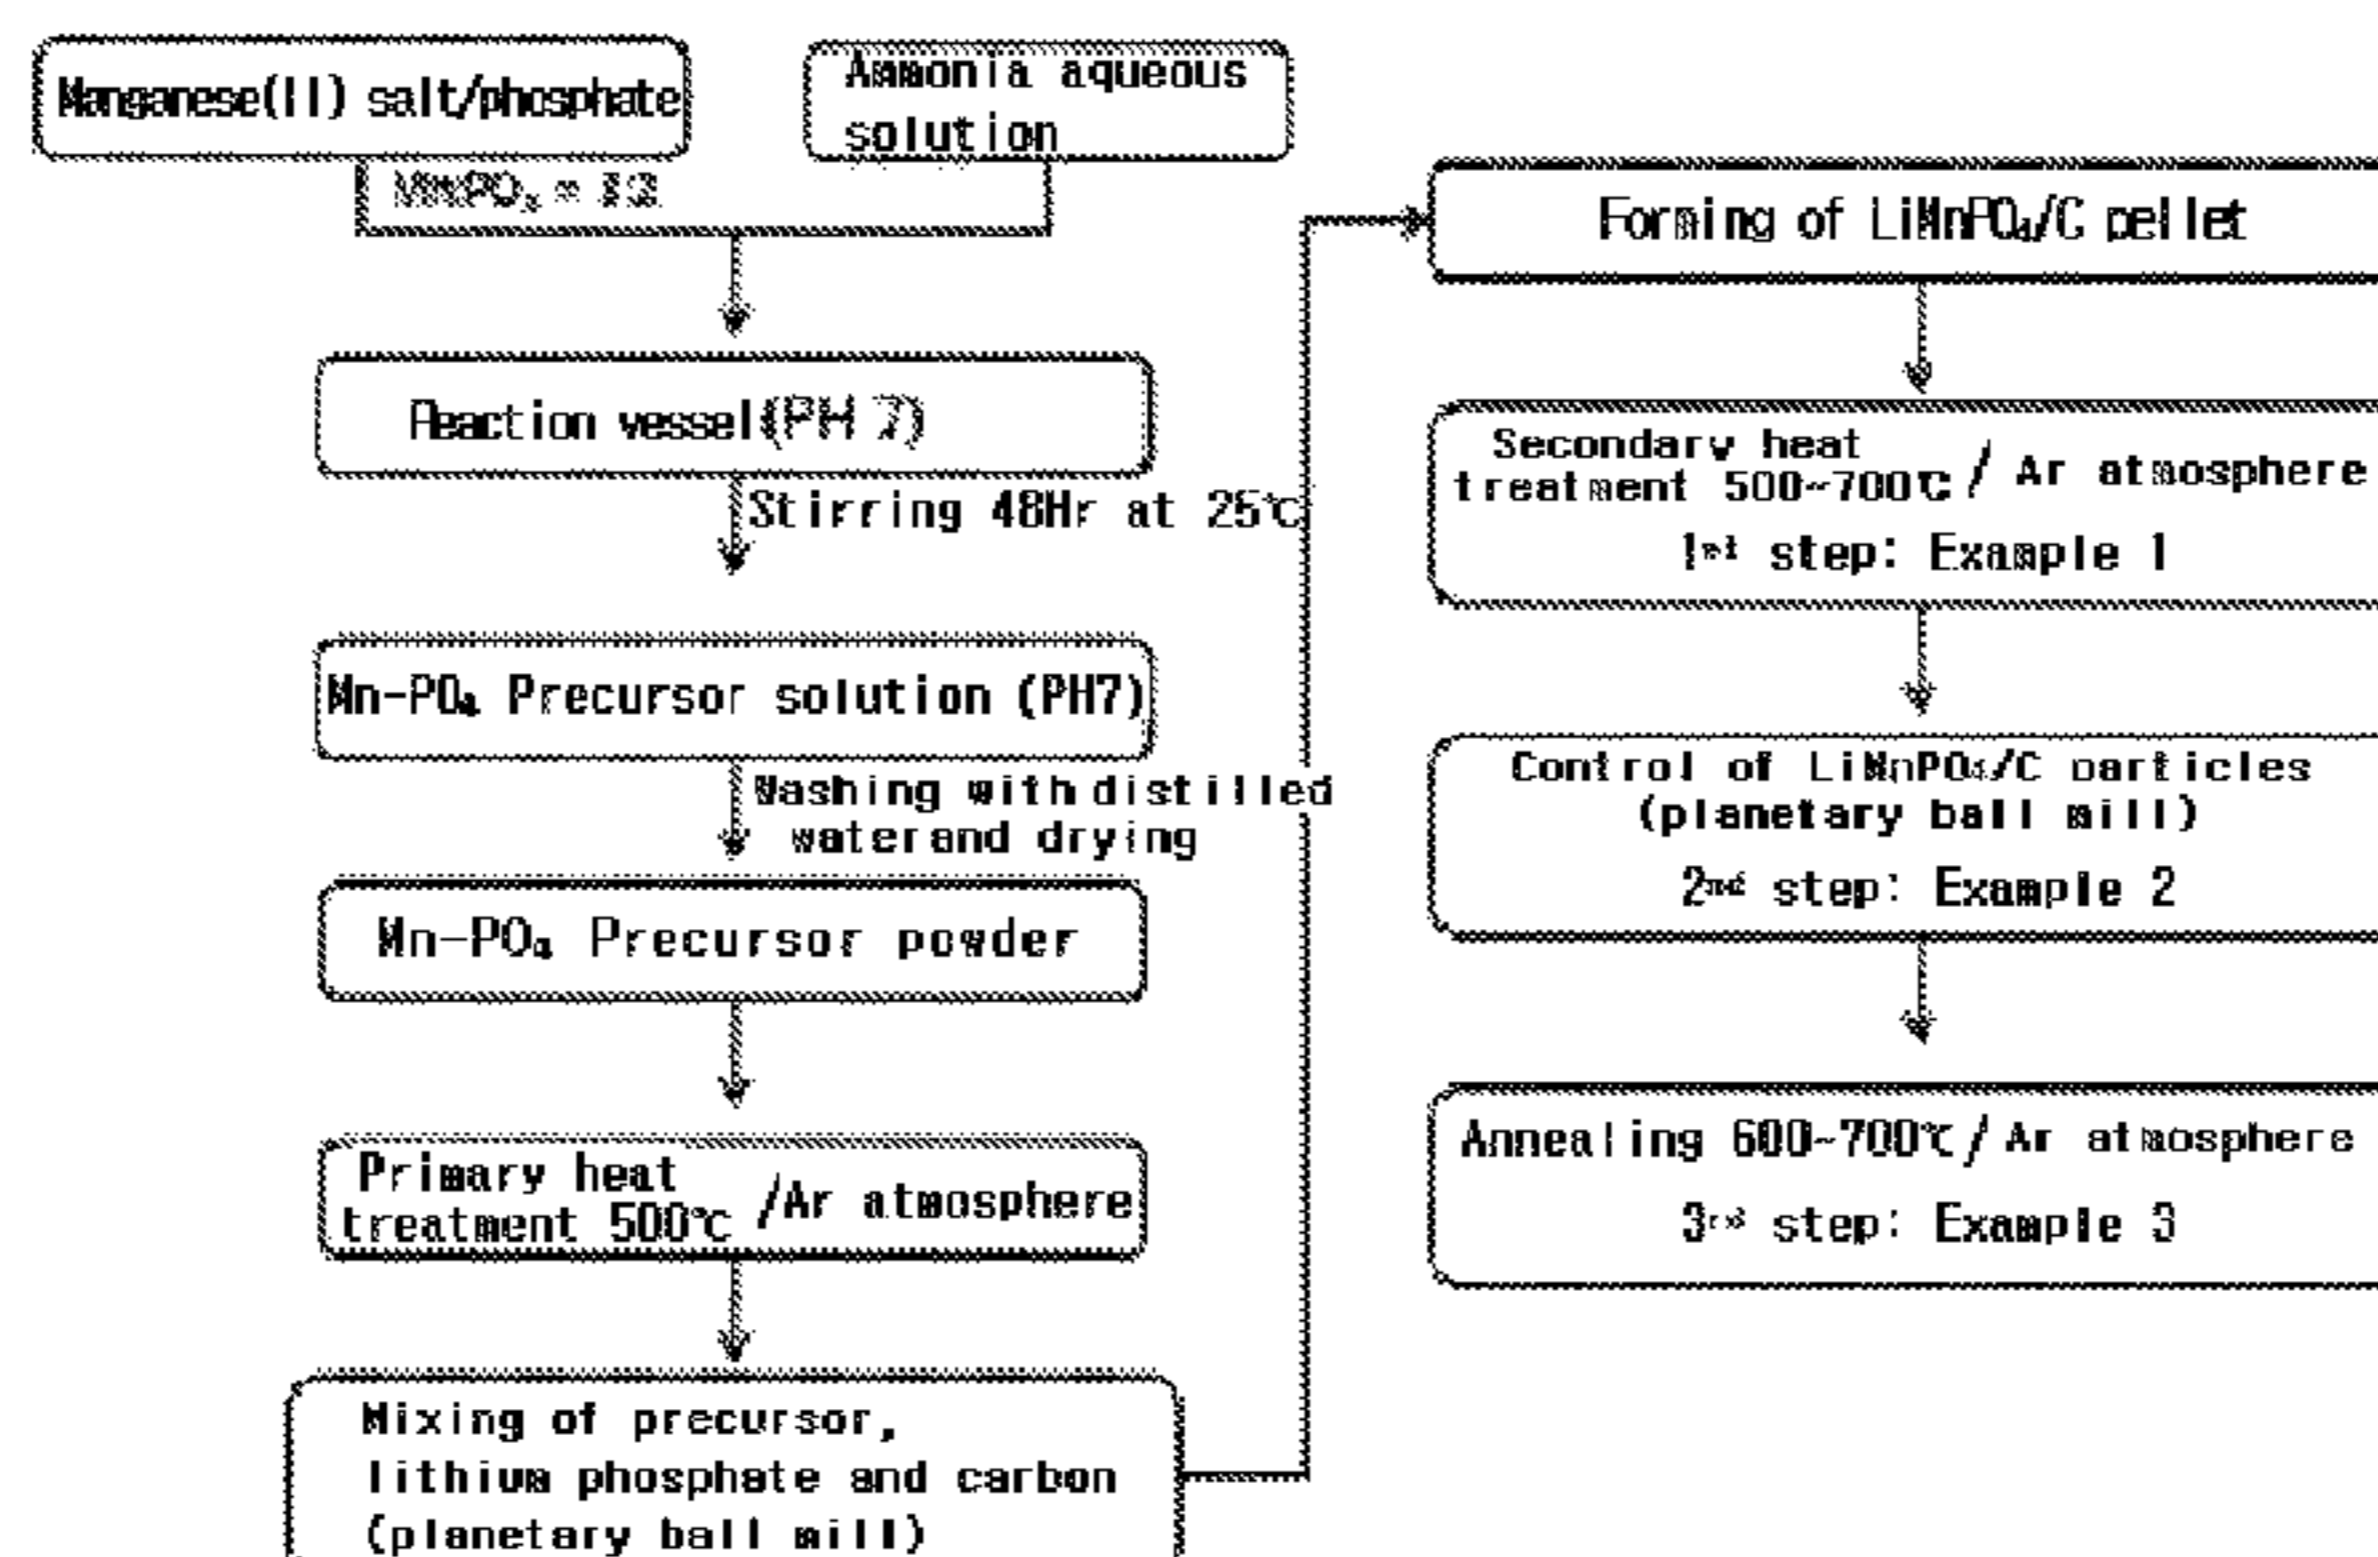 Manganese(II) salt/phosphate
Ammonia aqueous
solution
Reaction vessel(PH 7)
Stirring 48Hr at 25℃
Mn-PO₄ Precursor solution (PH7)
Washing with distilled
water and drying
Mn-PO₄ Precursor powder
Primary heat
treatment 500℃ /Ar atmosphere
Mixing of precursor,
lithium phosphate and carbon
(planetary ball mill)
Forming of LiMnPO₄/C pellet
Secondary heat
treatment 500~700℃ / Ar atmosphere
1st step: Example 1
Control of LiMnPO₄/C particles
(planetary ball mill)
2nd step: Example 2
Annealing 600~700℃ / Ar atmosphere
3rd step: Example 3